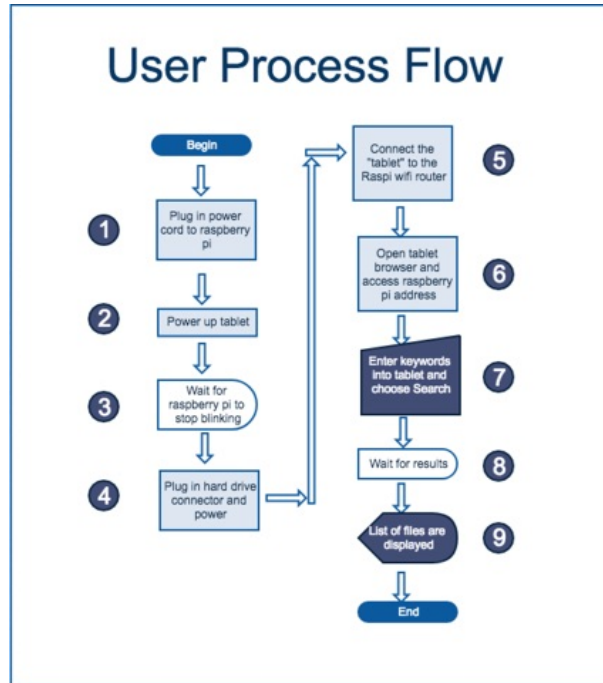 User Process Flow
Begin
1
Plug in power
cord to raspberry
pi
2
Power up tablet
3
Wait for
raspberry pi to
stop blinking
4
Plug in hard drive
connector and
power
5
Connect the
"tablet" to the
Raspi wifi router
6
Open tablet
browser and
access raspberry
pi address
7
Enter keywords
into tablet and
choose Search
8
Wait for results
9
List of files are
displayed
End